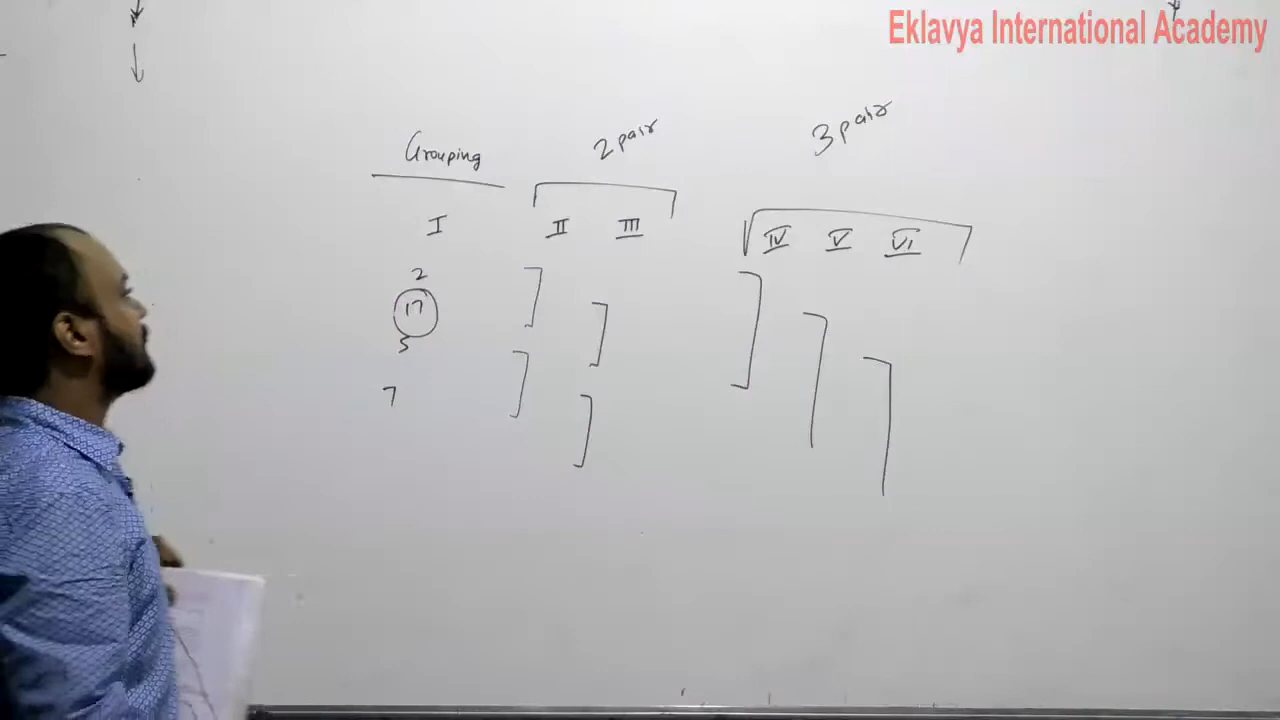 Eklavya International Academy
Grouping 2 pair 3 pair
I II III IV V VI
2
17
5
7